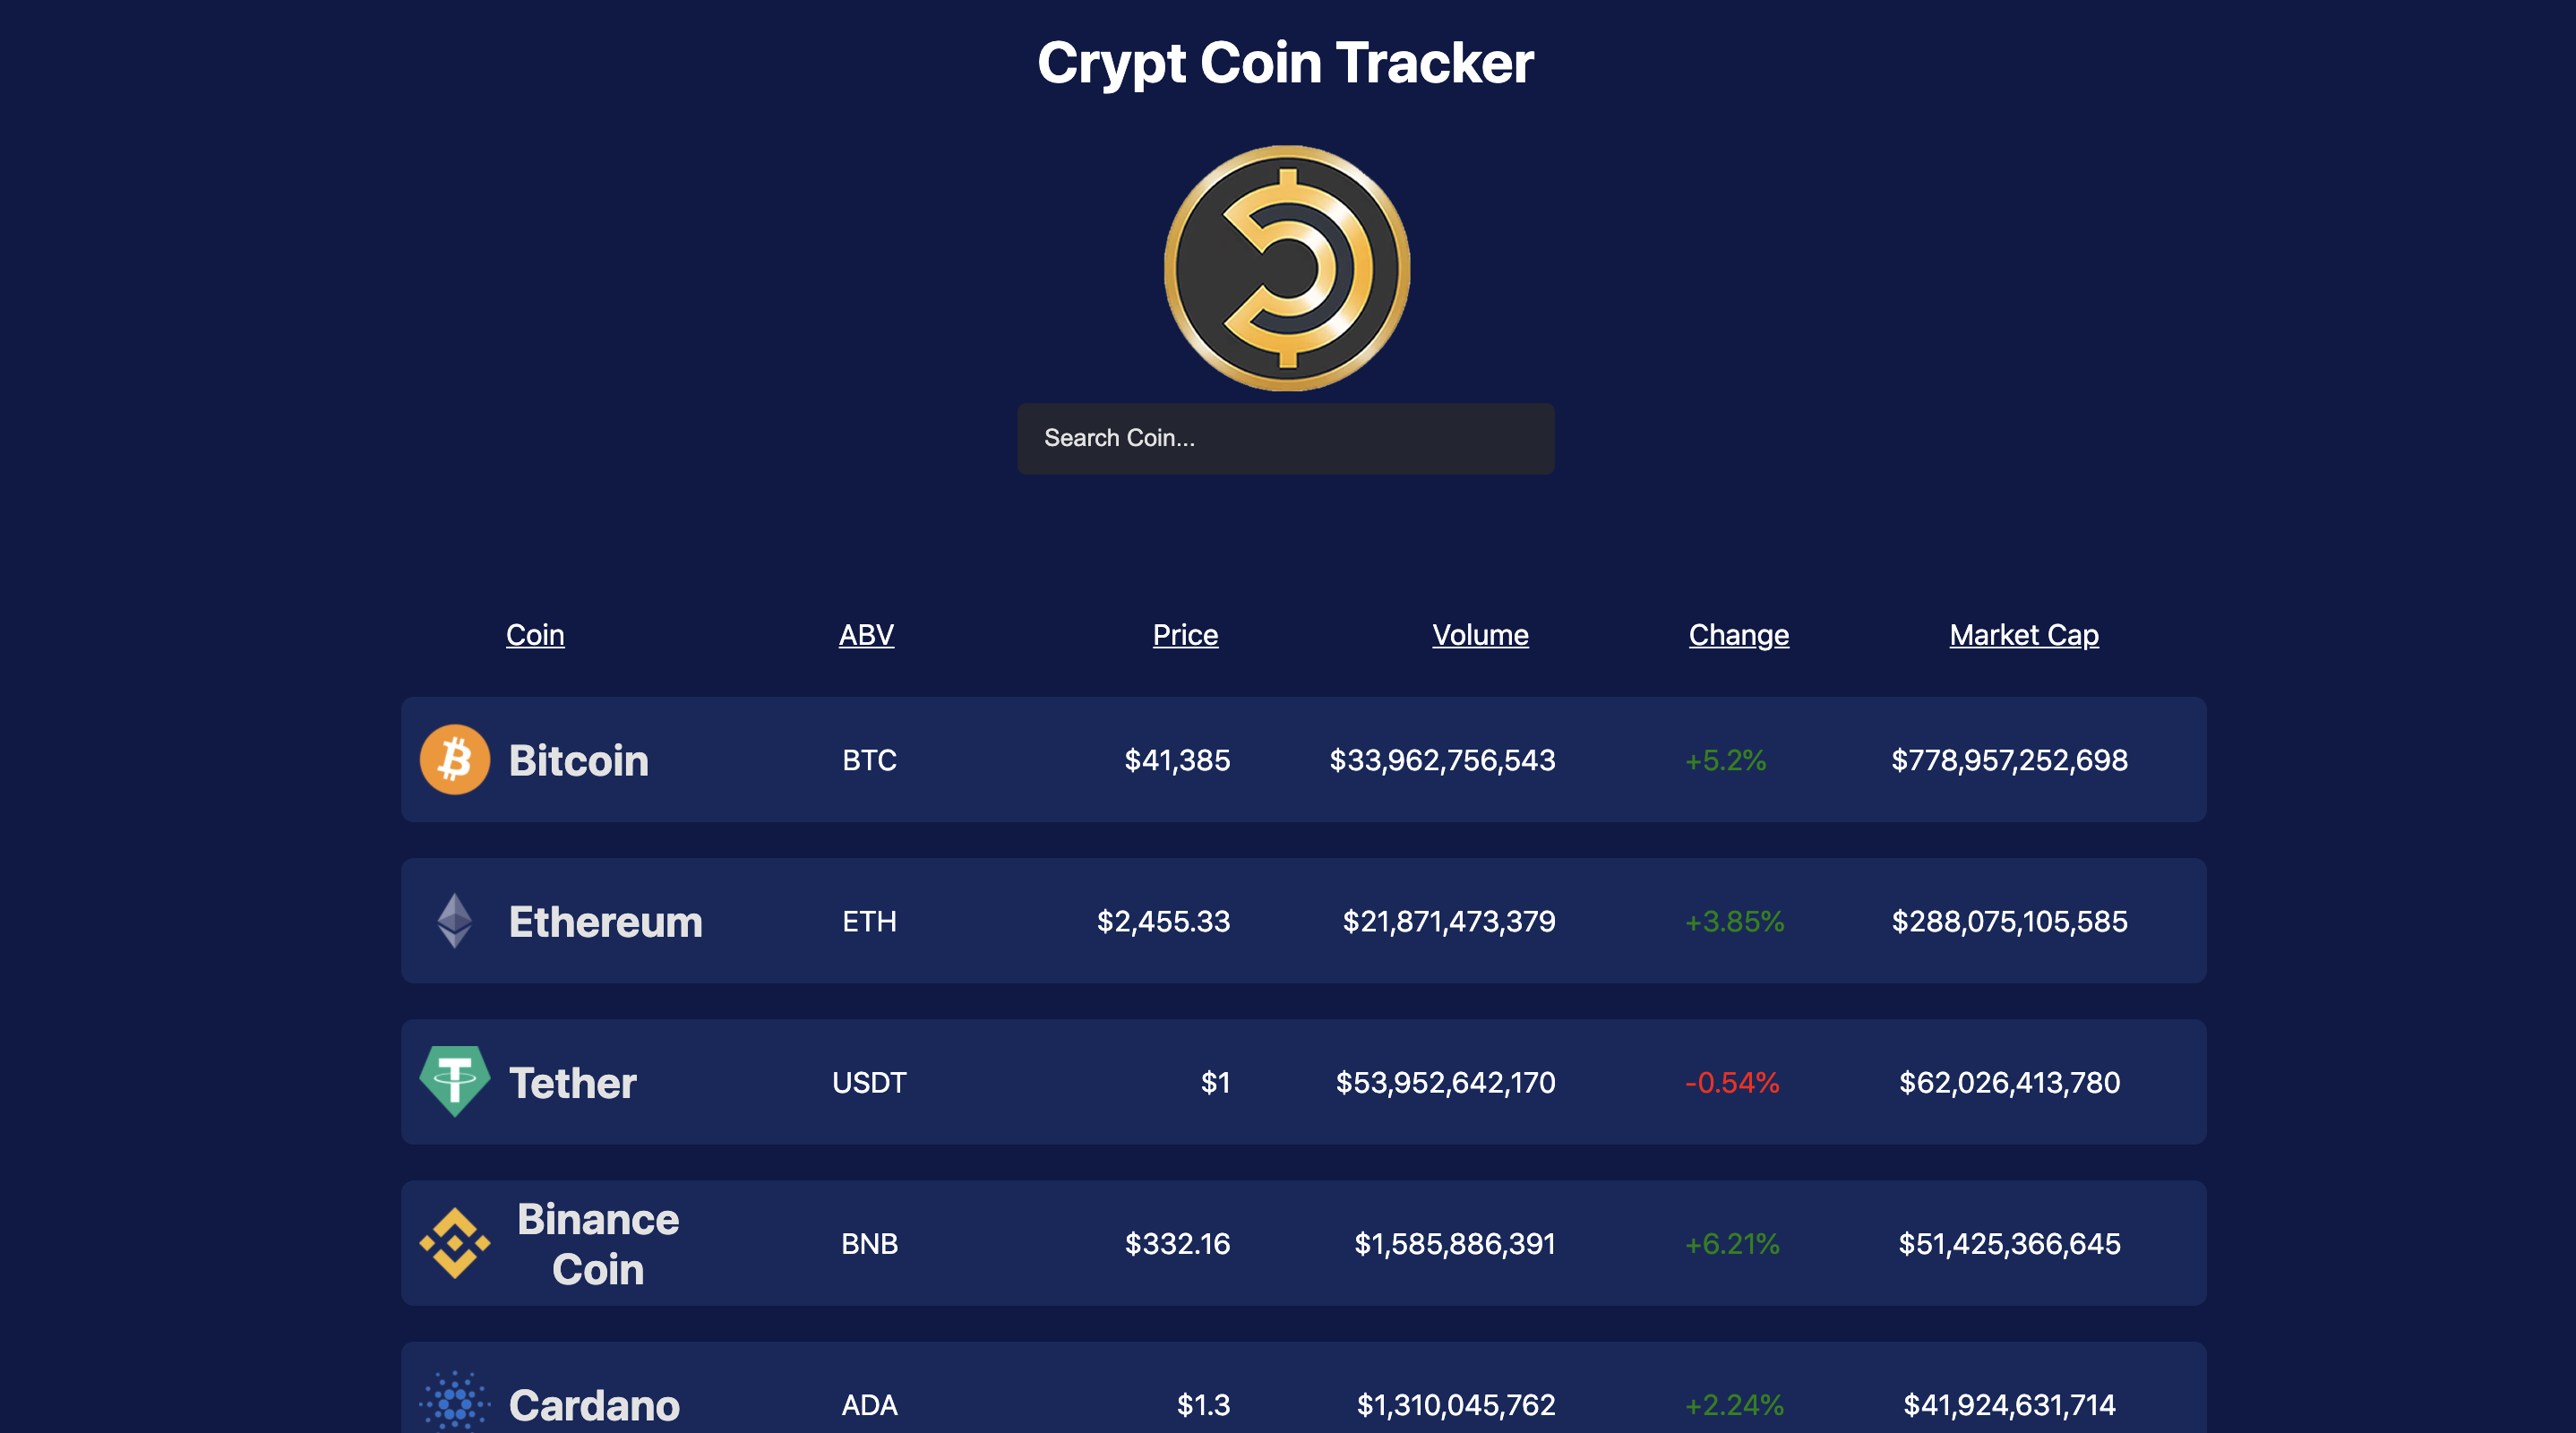 Crypt Coin Tracker
Search Coin...
Coin ABV Price Volume Change Market Cap
Bitcoin BTC $41,385 $33,962,756,543 +5.2% $778,957,252,698
Ethereum ETH $2,455.33 $21,871,473,379 +3.85% $288,075,105,585
Tether USDT $1 $53,952,642,170 -0.54% $62,026,413,780
Binance
Coin BNB $332.16 $1,585,886,391 +6.21% $51,425,366,645
Cardano ADA $1.3 $1,310,045,762 +2.24% $41,924,631,714